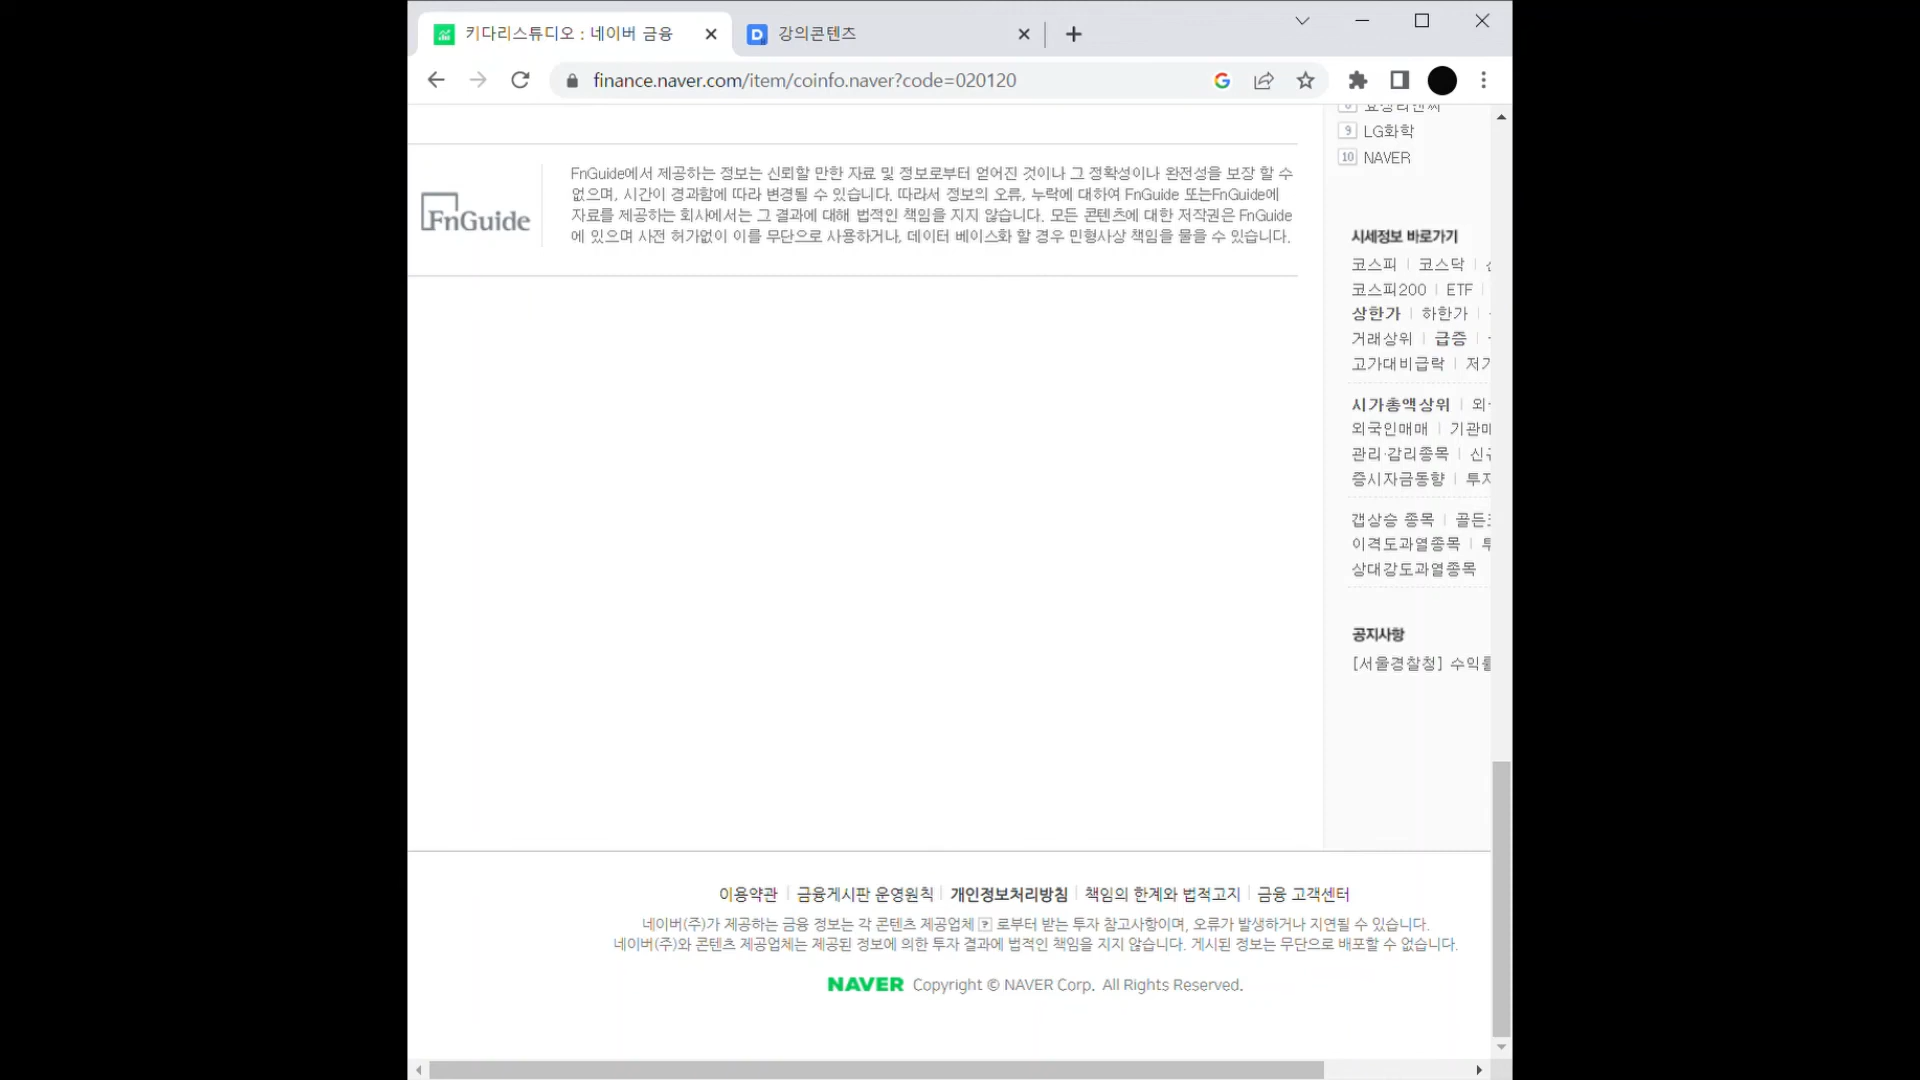 키다리스튜디오 : 네이버 금융
강의콘텐츠
finance.naver.com/item/coinfo.naver?code=020120
9 LG화학
10 NAVER
FnGuide
FnGuide에서 제공하는 정보는 신뢰할 만한 자료 및 정보로부터 얻어진 것이나 그 정확성이나 완전성을 보장 할 수
없으며, 시간이 경과함에 따라 변경될 수 있습니다. 따라서 정보의 오류, 누락에 대하여 FnGuide 또는FnGuide에
자료를 제공하는 회사에서는 그 결과에 대해 법적인 책임을 지지 않습니다. 모든 콘텐츠에 대한 저작권은 FnGuide
에 있으며 사전 허가없이 이를 무단으로 사용하거나, 데이터 베이스화 할 경우 민형사상 책임을 물을 수 있습니다.
시세정보 바로가기
코스피 | 코스닥 |
코스피200 | ETF |
상한가 | 하한가 |
거래상위 | 급증 |
고가대비급락 |
시가총액상위 |
외국인매매 |
관리·감리종목 |
증시자금동향 |
갭상승 종목 |
이격도과열종목 |
상대강도과열종목
공지사항
[서울경찰청]
이용약관 | 금융게시판 운영원칙 | 개인정보처리방침 | 책임의 한계와 법적고지 | 금융 고객센터
네이버(주)가 제공하는 금융 정보는 각 콘텐츠 제공업체 ? 로부터 받는 투자 참고사항이며, 오류가 발생하거나 지연될 수 있습니다.
네이버(주)와 콘텐츠 제공업체는 제공된 정보에 의한 투자 결과에 법적인 책임을 지지 않습니다. 게시된 정보는 무단으로 배포할 수 없습니다.
NAVER Copyright © NAVER Corp. All Rights Reserved.